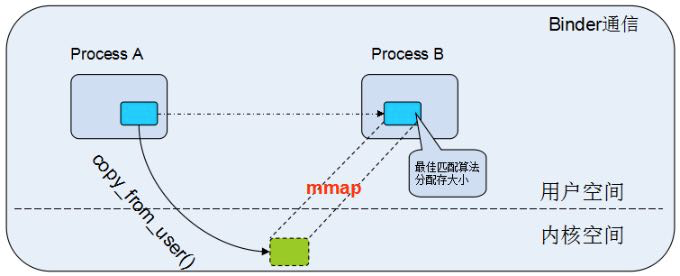 Binder通信
Process A
Process B
最佳匹配算法
分配存大小
mmap
copy_from_user()
用户空间
内核空间